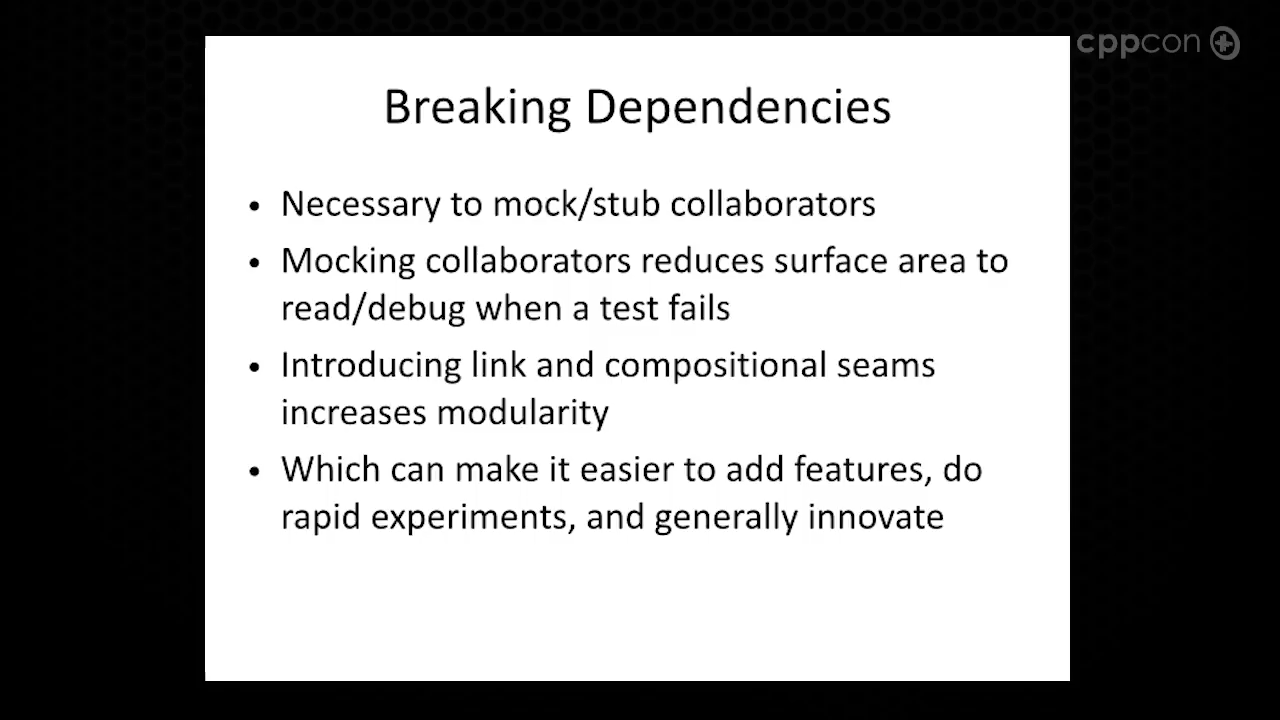 cppcon
Breaking Dependencies
• Necessary to mock/stub collaborators
• Mocking collaborators reduces surface area to
read/debug when a test fails
• Introducing link and compositional seams
increases modularity
• Which can make it easier to add features, do
rapid experiments, and generally innovate